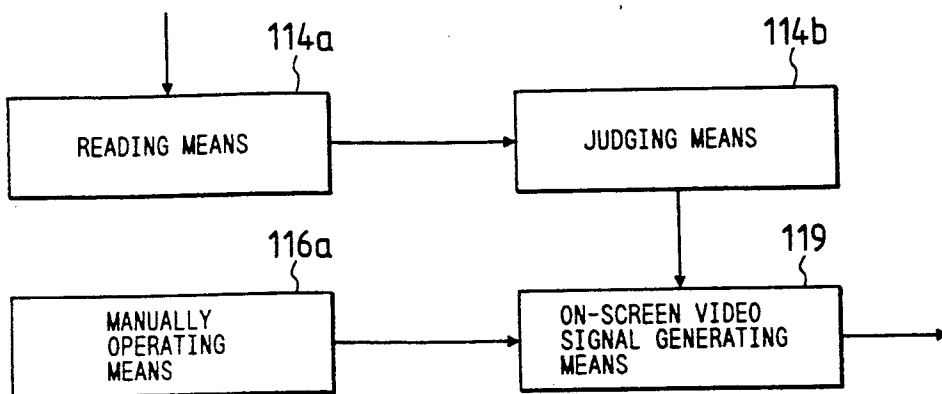 114a
READING MEANS
114b
JUDGING MEANS
116a
MANUALLY
OPERATING
MEANS
119
ON-SCREEN VIDEO
SIGNAL GENERATING
MEANS